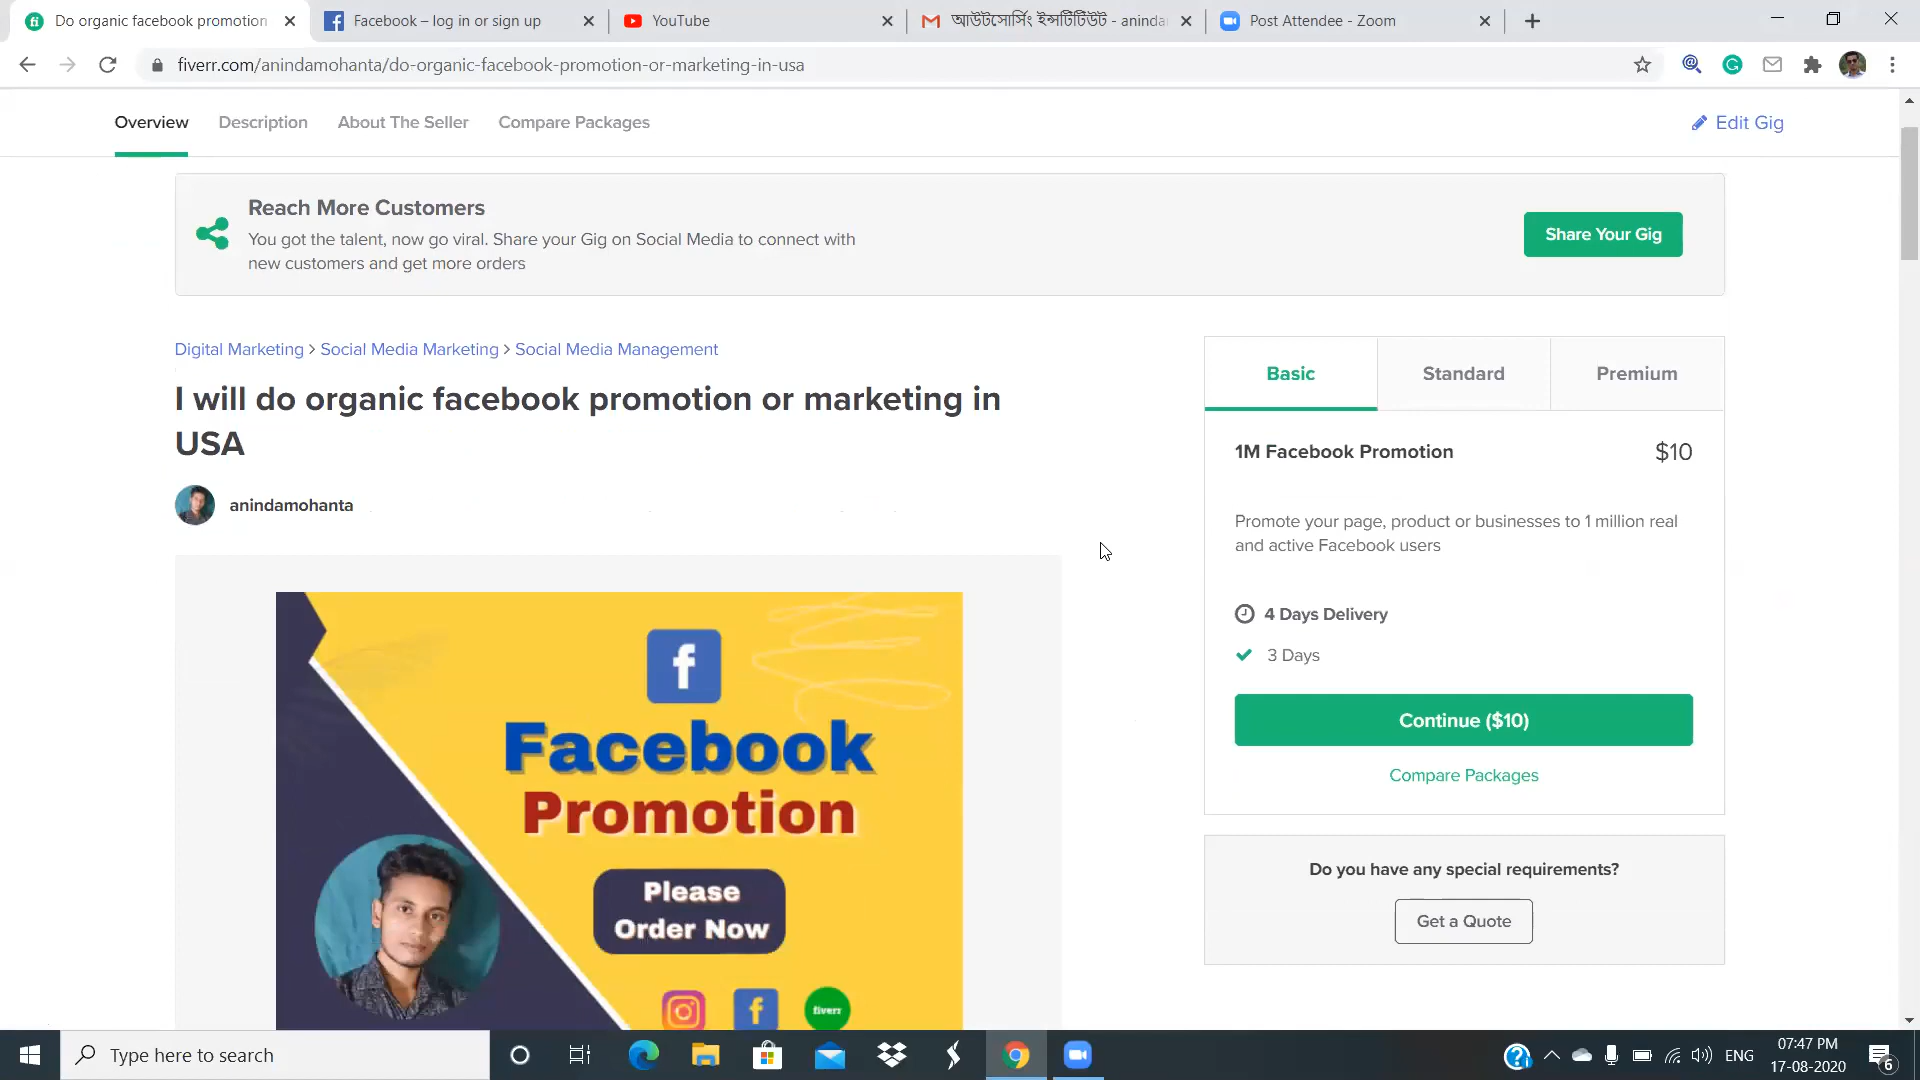 Do organic facebook promotion
Facebook – log in or sign up
YouTube
আউটসোর্সিং ইন্সটিটিউট - aninda
Post Attendee - Zoom
fiverr.com/anindamohanta/do-organic-facebook-promotion-or-marketing-in-usa
Overview
Description
About The Seller
Compare Packages
Edit Gig
Reach More Customers
You got the talent, now go viral. Share your Gig on Social Media to connect with
new customers and get more orders
Share Your Gig
Digital Marketing > Social Media Marketing > Social Media Management
I will do organic facebook promotion or marketing in
USA
anindamohanta
Facebook
Promotion
Please
Order Now
fiverr
Basic
Standard
Premium
1M Facebook Promotion
$10
Promote your page, product or businesses to 1 million real
and active Facebook users
4 Days Delivery
3 Days
Continue ($10)
Compare Packages
Do you have any special requirements?
Get a Quote
Type here to search
ENG
07:47 PM
17-08-2020
6